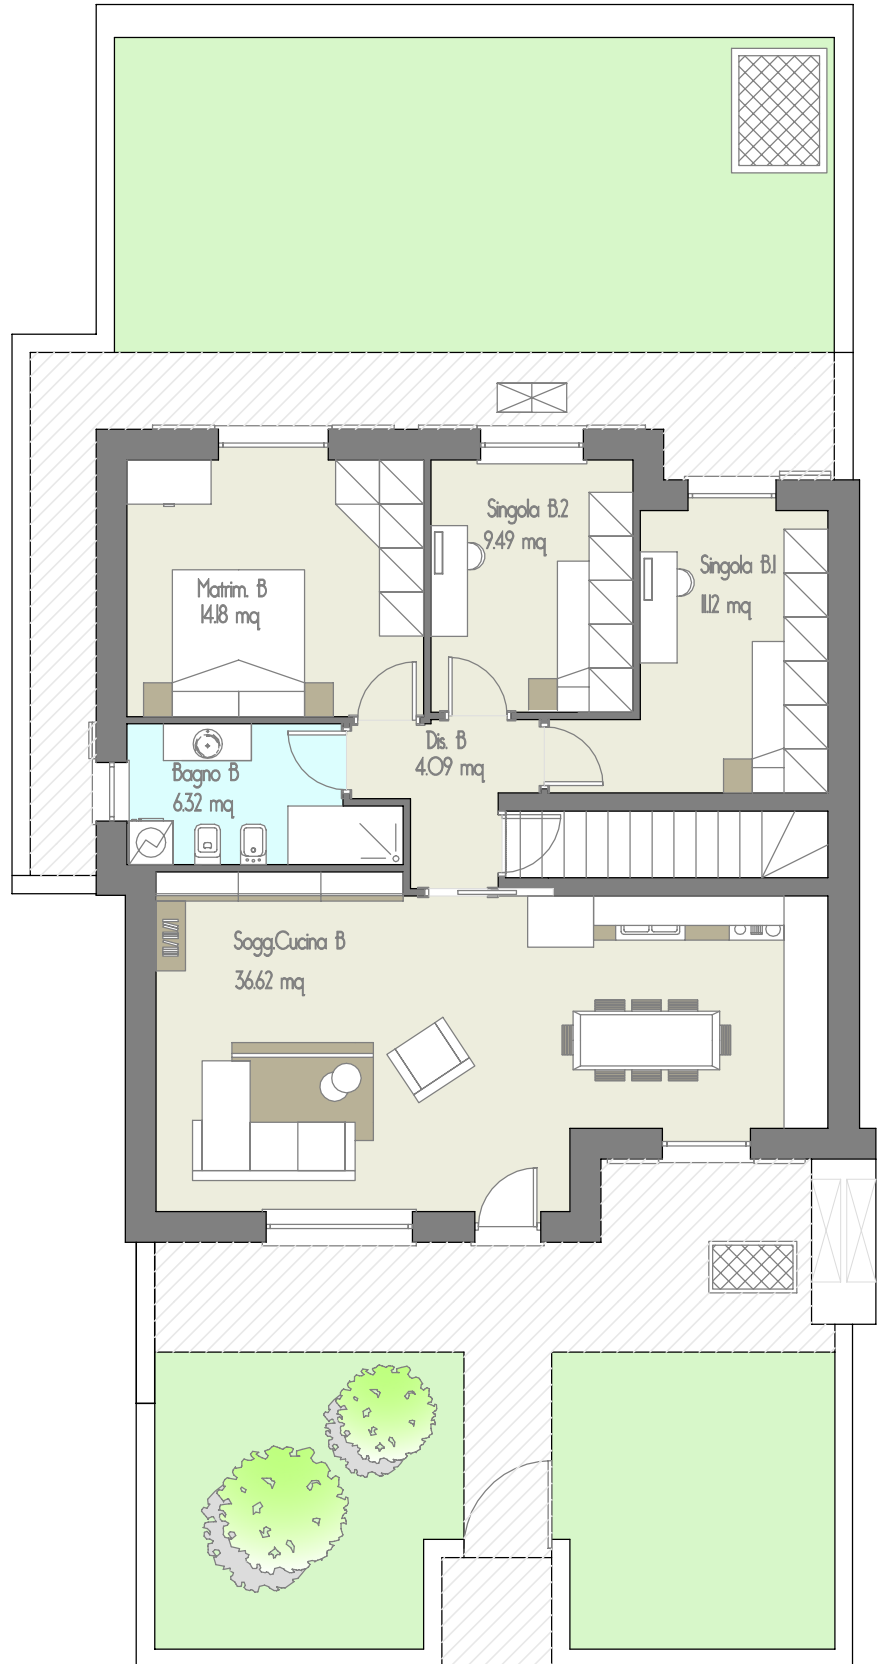 Singola B.2
9.49 mq
Singola B.1
11.12 mq
Matrim. B
14.18 mq
Dis. B
4.09 mq
Bagno B
6.32 mq
Sogg.Cucina B
36.62 mq